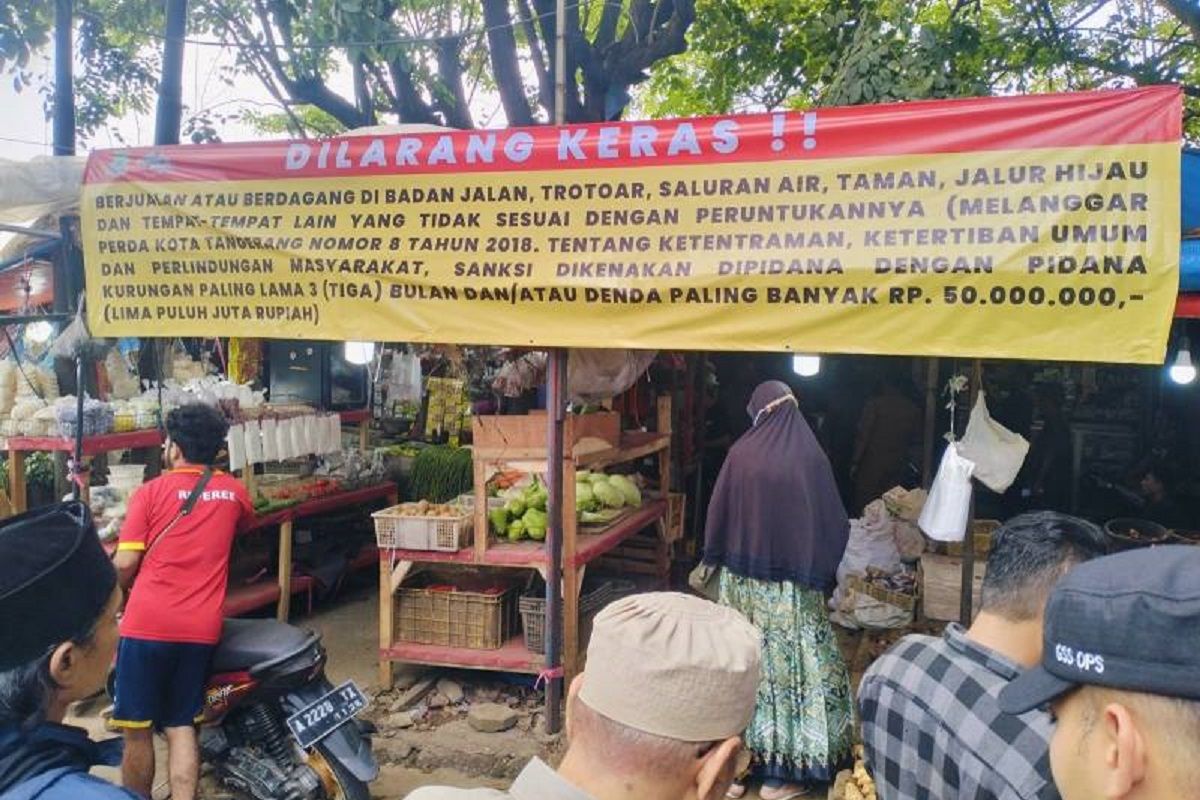 DILARANG KERAS !!
BERJUALAN ATAU BERDAGANG DI BADAN JALAN, TROTOAR, SALURAN AIR, TAMAN, JALUR HIJAU
DAN TEMPAT-TEMPAT LAIN YANG TIDAK SESUAI DENGAN PERUNTUKANNYA (MELANGGAR
PERDA KOTA TANGERANG NOMOR 8 TAHUN 2018. TENTANG KETENTRAMAN, KETERTIBAN UMUM
DAN PERLINDUNGAN MASYARAKAT, SANKSI DIKENAKAN DIPIDANA DENGAN PIDANA
KURUNGAN PALING LAMA 3 (TIGA) BULAN DAN/ATAU DENDA PALING BANYAK RP. 50.000.000,-
(LIMA PULUH JUTA RUPIAH)
REFEREE
GSS-OPS